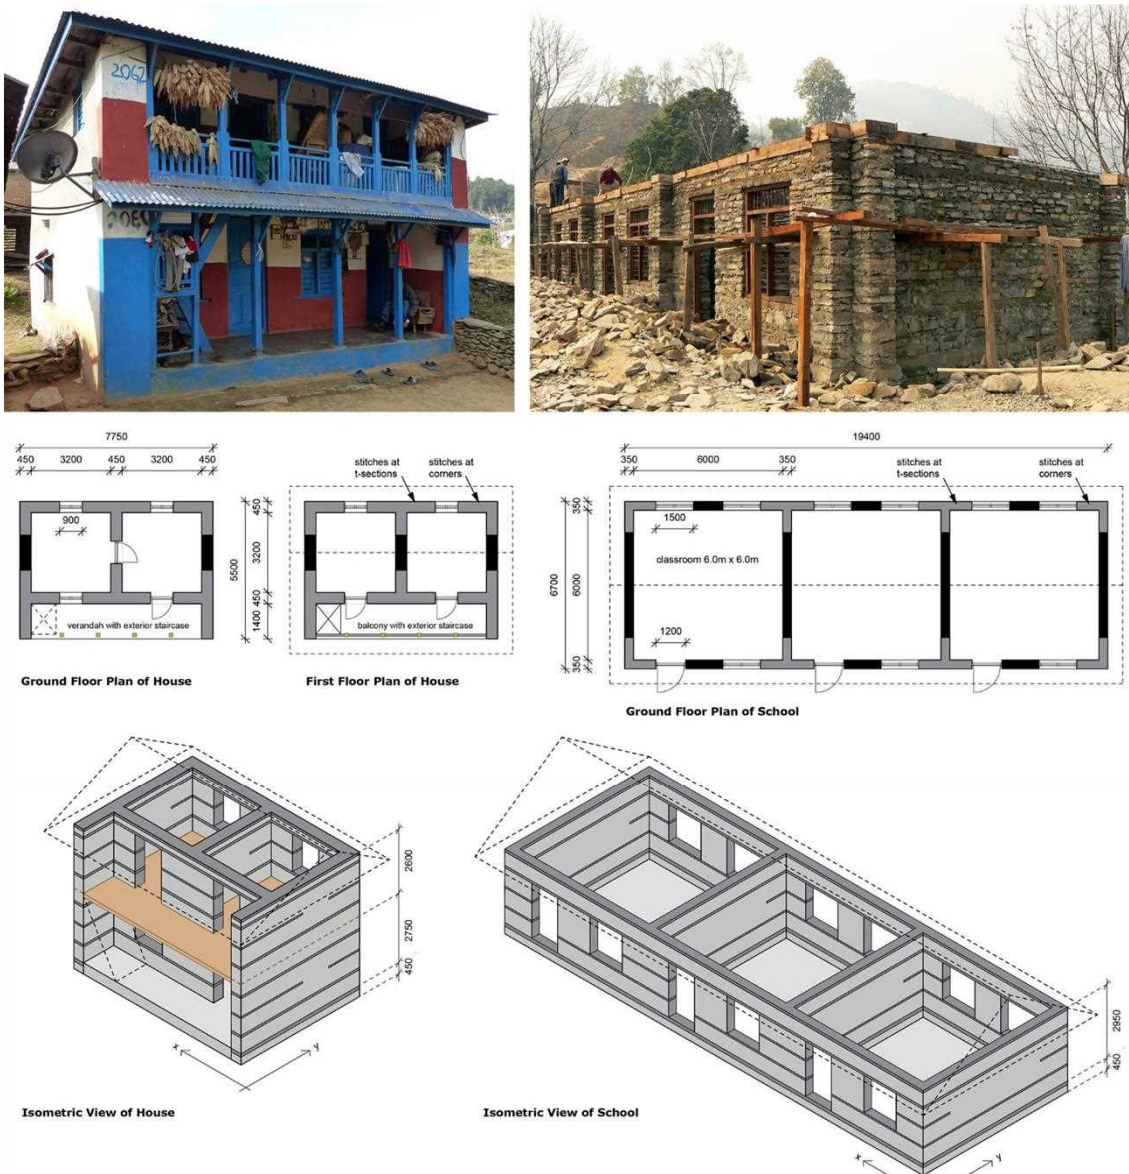 2062
7750
450
3200
450
3200
450
900
verandah with exterior staircase
Ground Floor Plan of House
5500
450
3200
450
1400
stitches at
t-sections
stitches at
corners
balcony with exterior staircase
First Floor Plan of House
19400
350
6000
350
stitches at
t-sections
stitches at
corners
6700
350
6000
350
1500
classroom 6.0m x 6.0m
1200
Ground Floor Plan of School
2600
2750
450
x
y
Isometric View of House
2950
450
x
y
Isometric View of School